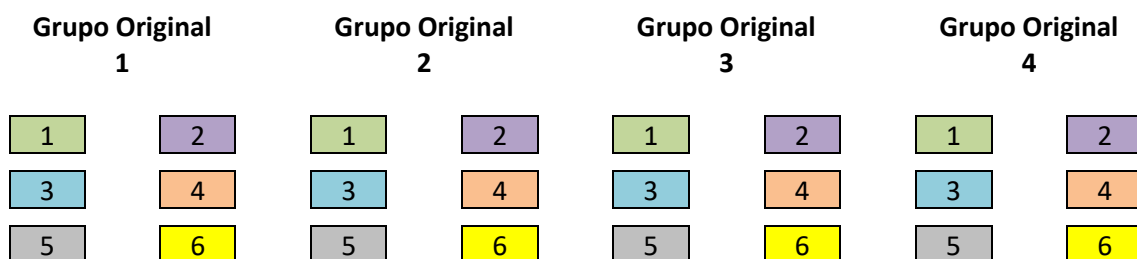 Grupo Original Grupo Original Grupo Original Grupo Original
1 2 3 4
1 2 1 2 1 2 1 2
3 4 3 4 3 4 3 4
5 6 5 6 5 6 5 6